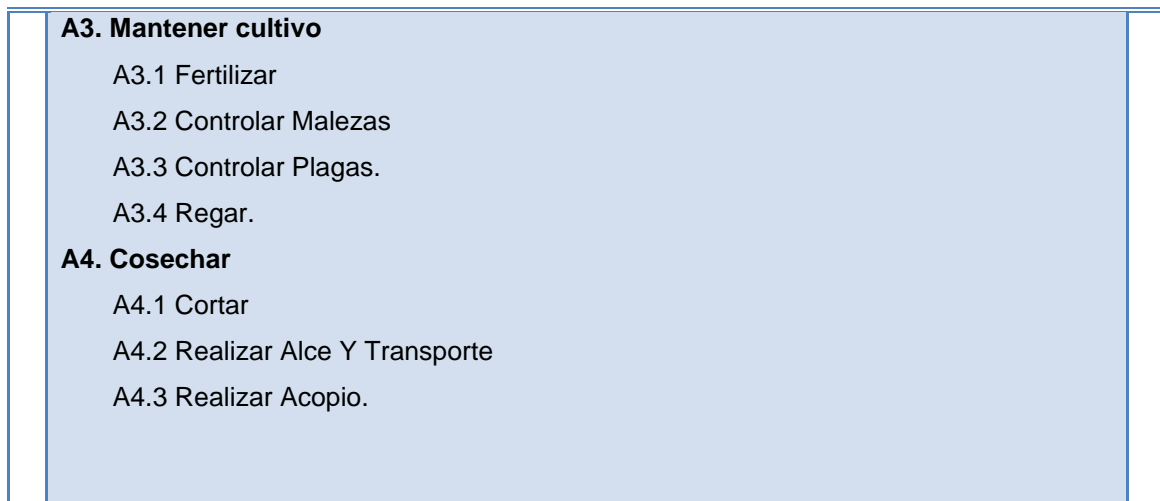 A3. Mantener cultivo
A3.1 Fertilizar
A3.2 Controlar Malezas
A3.3 Controlar Plagas.
A3.4 Regar.
A4. Cosechar
A4.1 Cortar
A4.2 Realizar Alce Y Transporte
A4.3 Realizar Acopio.